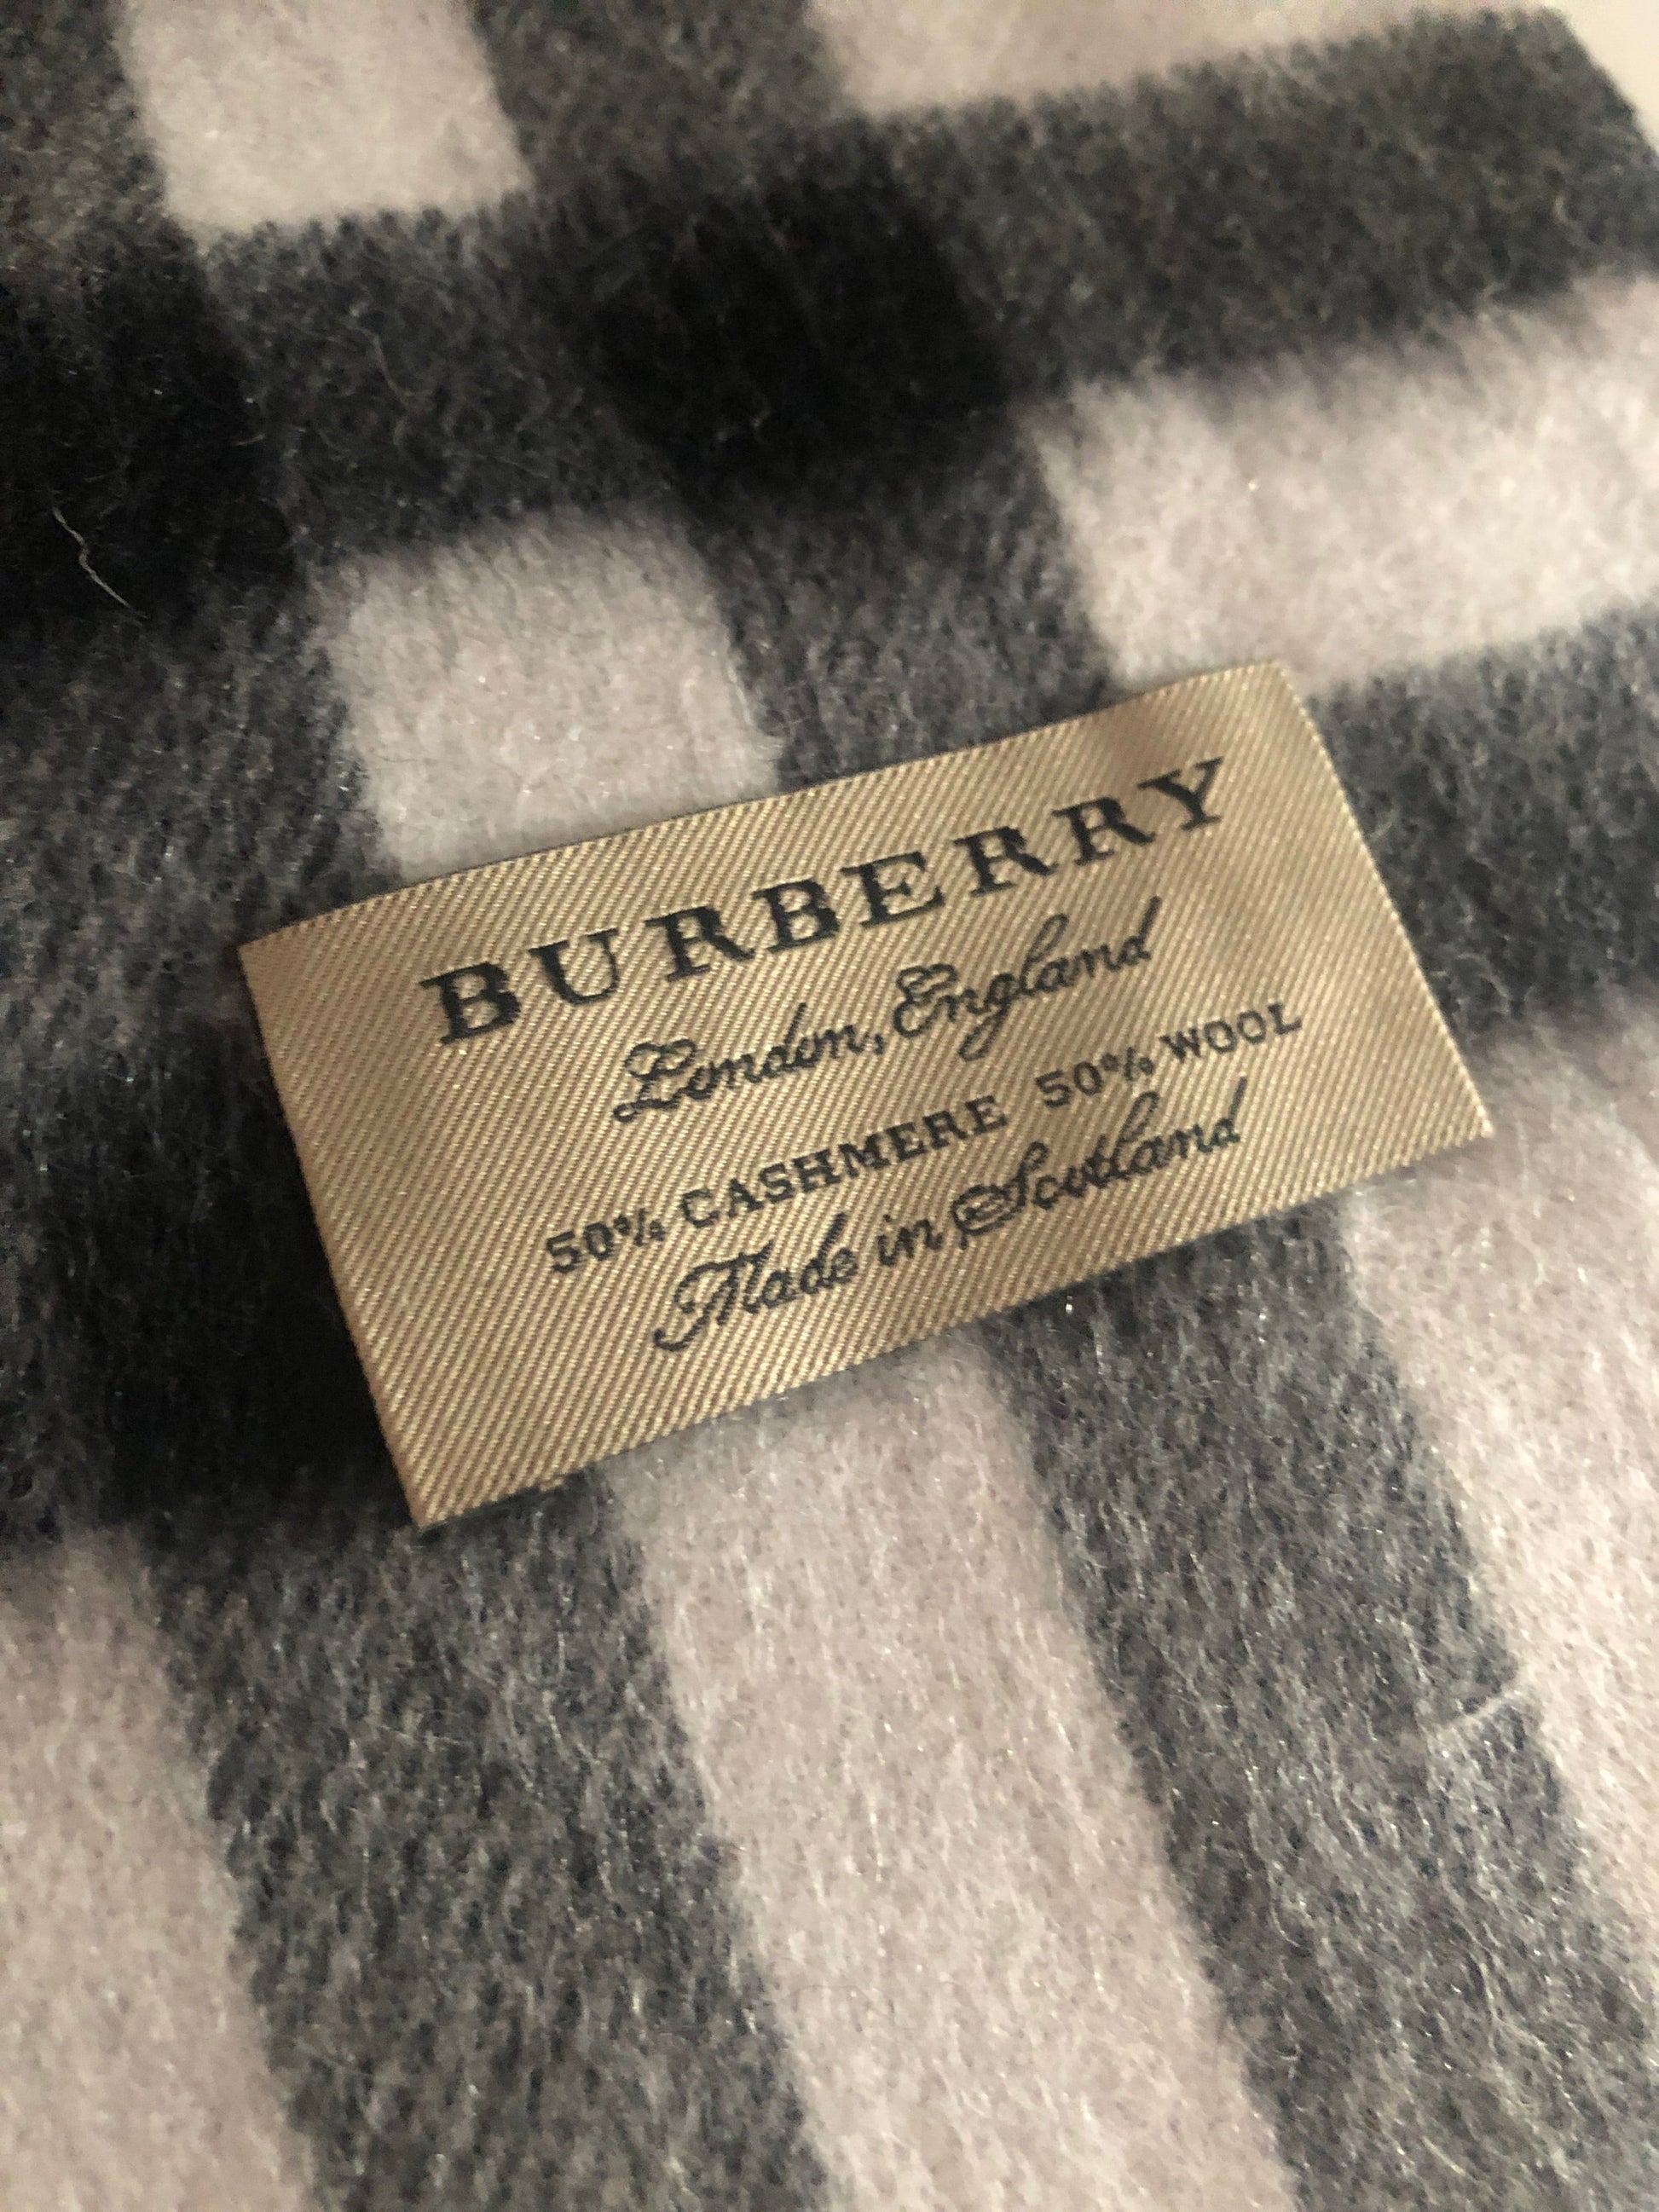 BURBERRY
London, England
50% CASHMERE 50% WOOL
Made in Scotland